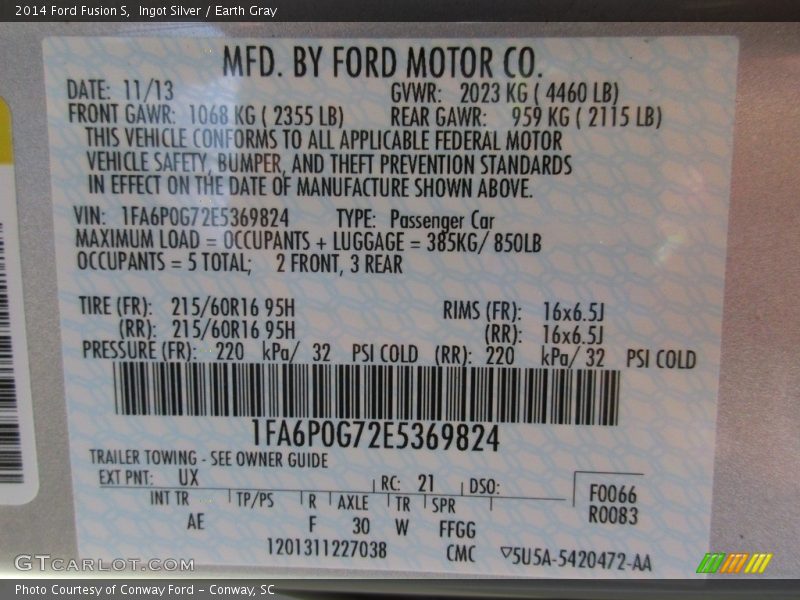 2014 Ford Fusion S,  Ingot Silver / Earth Gray
MFD. BY FORD MOTOR CO.
DATE: 11/13 GVWR: 2023 KG ( 4460 LB)
FRONT GAWR: 1068 KG ( 2355 LB) REAR GAWR: 959 KG ( 2115 LB)
THIS VEHICLE CONFORMS TO ALL APPLICABLE FEDERAL MOTOR
VEHICLE SAFETY, BUMPER, AND THEFT PREVENTION STANDARDS
IN EFFECT ON THE DATE OF MANUFACTURE SHOWN ABOVE.
VIN: 1FA6P0G72E5369824 TYPE: Passenger Car
MAXIMUM LOAD = OCCUPANTS + LUGGAGE = 385KG/ 850LB
OCCUPANTS = 5 TOTAL; 2 FRONT, 3 REAR
TIRE (FR): 215/60R16 95H RIMS (FR): 16x6.5J
(RR): 215/60R16 95H (RR): 16x6.5J
PRESSURE (FR): 220 kPa/ 32 PSI COLD (RR): 220 kPa/ 32 PSI COLD
1FA6P0G72E5369824
TRAILER TOWING - SEE OWNER GUIDE
EXT PNT: UX RC: 21 DSO: F0066
INT TR TP/PS R AXLE TR SPR R0083
AE F 30 W FFGG
1201311227038 CMC ▽5U5A-5420472-AA
GTCarLot.com
Photo Courtesy of Conway Ford – Conway, SC